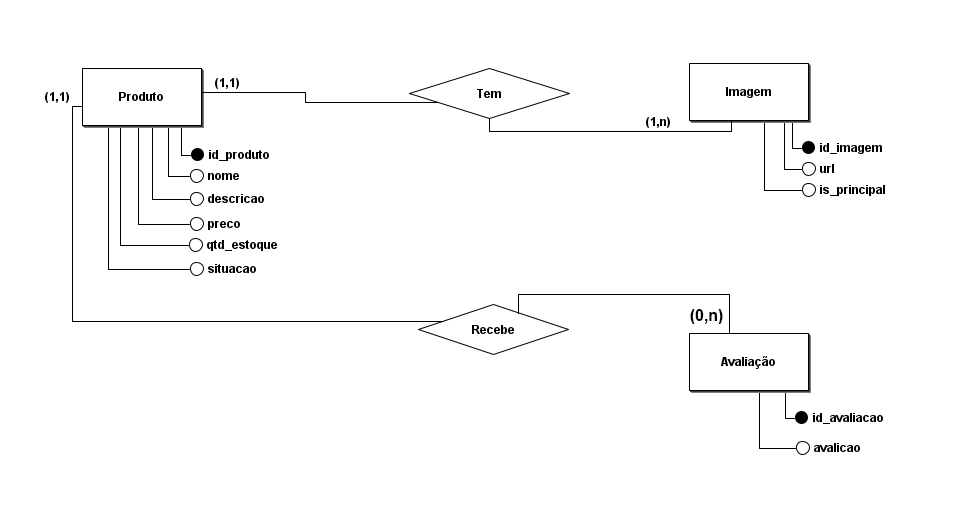 (1,1)
Produto
(1,1)
Tem
(1,n)
Imagem
id_produto
nome
descricao
preco
qtd_estoque
situacao
id_imagem
url
is_principal
Recebe
(0,n)
Avaliação
id_avaliacao
avalicao